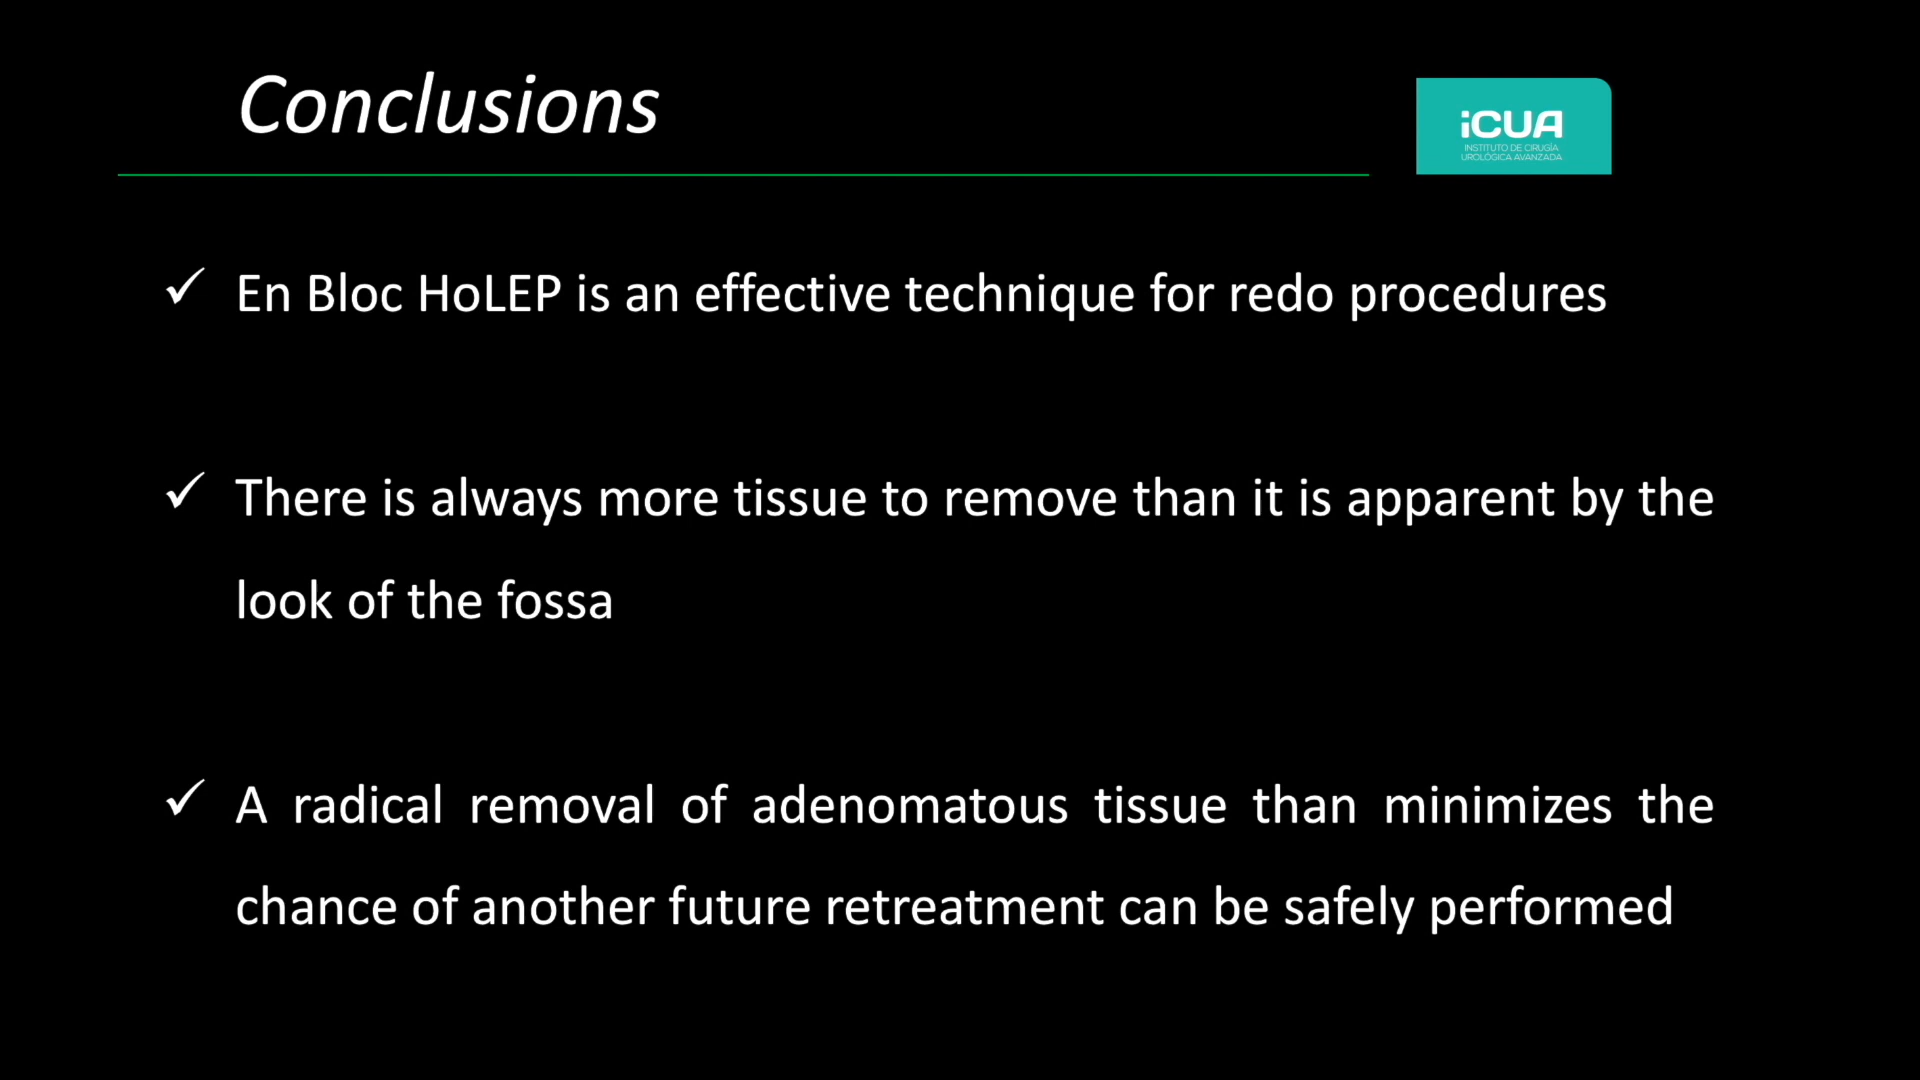 Conclusions
iCUA
INSTITUTO DE CIRUGÍA
UROLÓGICA AVANZADA
✓ En Bloc HoLEP is an effective technique for redo procedures
✓ There is always more tissue to remove than it is apparent by the
look of the fossa
✓ A radical removal of adenomatous tissue than minimizes the
chance of another future retreatment can be safely performed